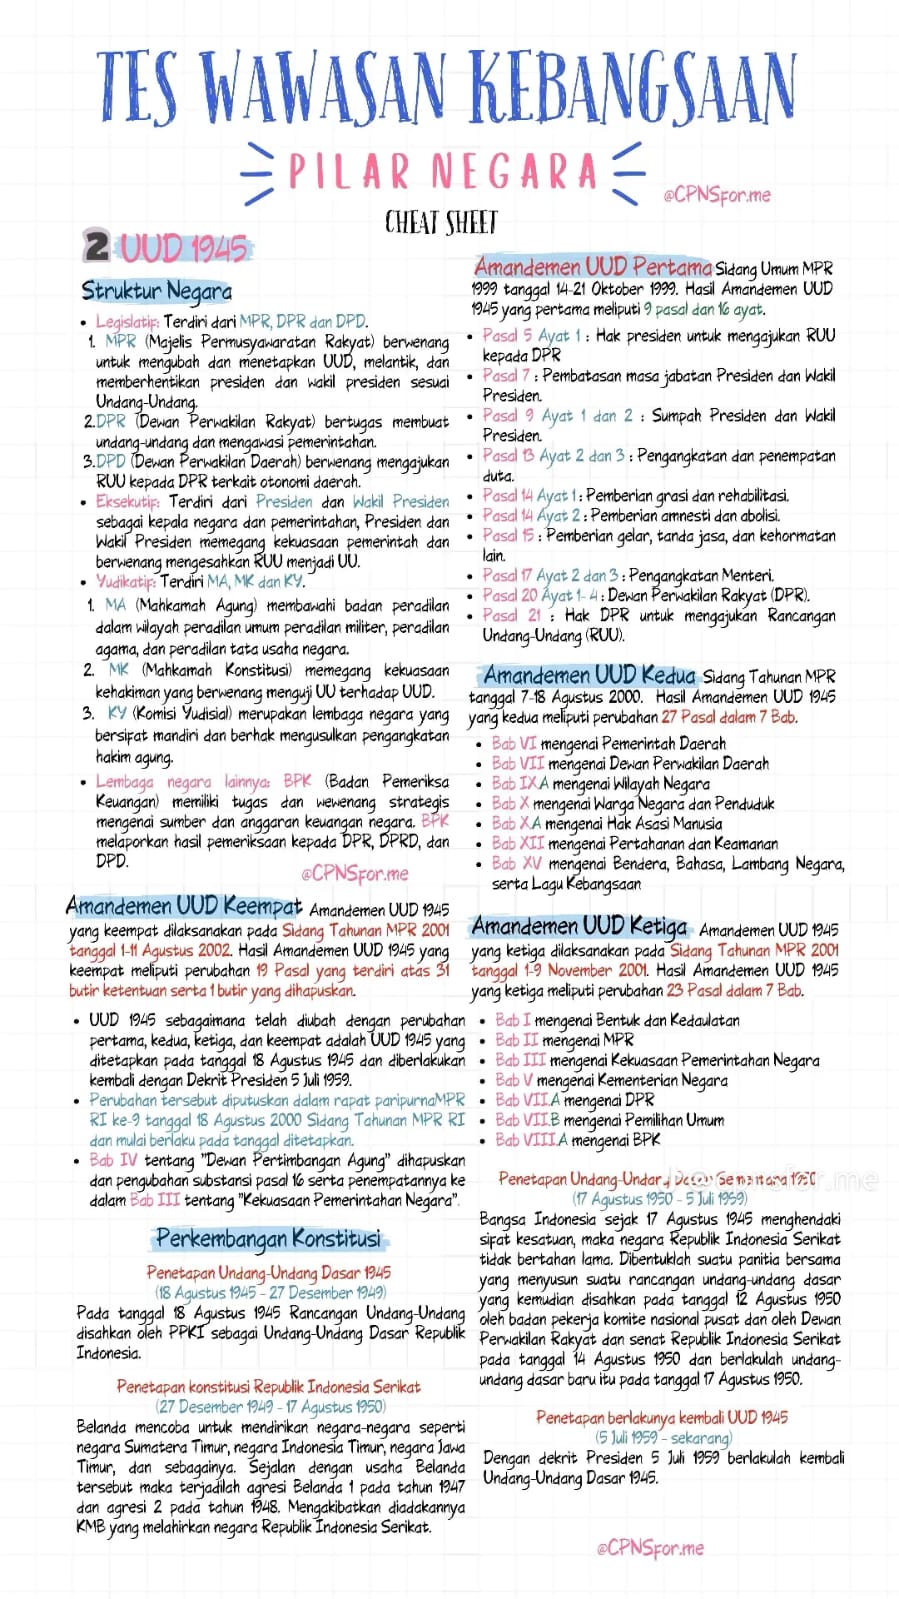 TES WAWASAN KEBANGSAAN
PILAR NEGARA
@CPNSfor.me
CHEAT SHEET
2 UUD 1945
Struktur Negara
• Legislatif: Terdiri dari MPR, DPR dan DPD.
1. MPR (Majelis Permusyawaratan Rakyat) berwenang
untuk mengubah dan menetapkan UUD, melantik, dan
memberhentikan presiden dan wakil presiden sesuai
Undang-Undang.
2.DPR (Dewan Perwakilan Rakyat) bertugas membuat
undang-undang dan mengawasi pemerintahan.
3.DPD (Dewan Perwakilan Daerah) berwenang mengajukan
RUU kepada DPR terkait otonomi daerah.
• Eksekutif: Terdiri dari Presiden dan Wakil Presiden
sebagai kepala negara dan pemerintahan, Presiden dan
Wakil Presiden memegang kekuasaan pemerintah dan
berwenang mengesahkan RUU menjadi UU.
• Yudikatif: Terdiri MA, MK dan KY.
1. MA (Mahkamah Agung) membawahi badan peradilan
dalam wilayah peradilan umum peradilan militer, peradilan
agama, dan peradilan tata usaha negara.
2. MK (Mahkamah Konstitusi) memegang kekuasaan
kehakiman yang berwenang menguji UU terhadap UUD.
3. KY (Komisi Yudisial) merupakan lembaga negara yang
bersifat mandiri dan berhak mengusulkan pengangkatan
hakim agung.
• Lembaga negara lainnya: BPK (Badan Pemeriksa
Keuangan) memiliki tugas dan wewenang strategis
mengenai sumber dan anggaran keuangan negara. BPK
melaporkan hasil pemeriksaan kepada DPR, DPRD, dan
DPD.
@CPNSfor.me
Amandemen UUD Pertama Sidang Umum MPR
1999 tanggal 14-21 Oktober 1999. Hasil Amandemen UUD
1945 yang pertama meliputi 9 pasal dan 16 ayat.
• Pasal 5 Ayat 1 : Hak presiden untuk mengajukan RUU
kepada DPR
• Pasal 7 : Pembatasan masa jabatan Presiden dan Wakil
Presiden.
• Pasal 9 Ayat 1 dan 2 : Sumpah Presiden dan Wakil
Presiden.
• Pasal 13 Ayat 2 dan 3 : Pengangkatan dan penempatan
duta.
• Pasal 14 Ayat 1 : Pemberian grasi dan rehabilitasi.
• Pasal 14 Ayat 2 : Pemberian amnesti dan abolisi.
• Pasal 15 : Pemberian gelar, tanda jasa, dan kehormatan
lain.
• Pasal 17 Ayat 2 dan 3 : Pengangkatan Menteri.
• Pasal 20 Ayat 1- 4 : Dewan Perwakilan Rakyat (DPR).
• Pasal 21 : Hak DPR untuk mengajukan Rancangan
Undang-Undang (RUU).
Amandemen UUD Kedua Sidang Tahunan MPR
tanggal 7-18 Agustus 2000. Hasil Amandemen UUD 1945
yang kedua meliputi perubahan 27 Pasal dalam 7 Bab.
• Bab VI mengenai Pemerintah Daerah
• Bab VII mengenai Dewan Perwakilan Daerah
• Bab IX.A mengenai Wilayah Negara
• Bab X mengenai Warga Negara dan Penduduk
• Bab X.A mengenai Hak Asasi Manusia
• Bab XII mengenai Pertahanan dan Keamanan
• Bab XV mengenai Bendera, Bahasa, Lambang Negara,
serta Lagu Kebangsaan
Amandemen UUD Keempat Amandemen UUD 1945
yang keempat dilaksanakan pada Sidang Tahunan MPR 2001
tanggal 1-11 Agustus 2002. Hasil Amandemen UUD 1945 yang
keempat meliputi perubahan 19 Pasal yang terdiri atas 31
butir ketentuan serta 1 butir yang dihapuskan.
• UUD 1945 sebagaimana telah diubah dengan perubahan
pertama, kedua, ketiga, dan keempat adalah UUD 1945 yang
ditetapkan pada tanggal 18 Agustus 1945 dan diberlakukan
kembali dengan Dekrit Presiden 5 Juli 1959.
• Perubahan tersebut diputuskan dalam rapat paripurnaMPR
RI ke-9 tanggal 18 Agustus 2000 Sidang Tahunan MPR RI
dan mulai berlaku pada tanggal ditetapkan.
• Bab IV tentang "Dewan Pertimbangan Agung" dihapuskan
dan pengubahan substansi pasal 16 serta penempatannya ke
dalam Bab III tentang "Kekuasaan Pemerintahan Negara".
Amandemen UUD Ketiga Amandemen UUD 1945
yang ketiga dilaksanakan pada Sidang Tahunan MPR 2001
tanggal 1-9 November 2001. Hasil Amandemen UUD 1945
yang ketiga meliputi perubahan 23 Pasal dalam 7 Bab.
• Bab I mengenai Bentuk dan Kedaulatan
• Bab II mengenai MPR
• Bab III mengenai Kekuasaan Pemerintahan Negara
• Bab V mengenai Kementerian Negara
• Bab VII.A mengenai DPR
• Bab VII.B mengenai Pemilihan Umum
• Bab VIII.A mengenai BPK
Perkembangan Konstitusi
Penetapan Undang-Undang Dasar 1945
(18 Agustus 1945 - 27 Desember 1949)
Pada tanggal 18 Agustus 1945 Rancangan Undang-Undang
disahkan oleh PPKI sebagai Undang-Undang Dasar Republik
Indonesia.
Penetapan konstitusi Republik Indonesia Serikat
(27 Desember 1949 - 17 Agustus 1950)
Belanda mencoba untuk mendirikan negara-negara seperti
negara Sumatera Timur, negara Indonesia Timur, negara Jawa
Timur, dan sebagainya. Sejalan dengan usaha Belanda
tersebut maka terjadilah agresi Belanda 1 pada tahun 1947
dan agresi 2 pada tahun 1948. Mengakibatkan diadakannya
KMB yang melahirkan negara Republik Indonesia Serikat.
Penetapan Undang-Undang Dasar Sementara 1950
(17 Agustus 1950 - 5 Juli 1959)
Bangsa Indonesia sejak 17 Agustus 1945 menghendaki
sifat kesatuan, maka negara Republik Indonesia Serikat
tidak bertahan lama. Dibentuklah suatu panitia bersama
yang menyusun suatu rancangan undang-undang dasar
yang kemudian disahkan pada tanggal 12 Agustus 1950
oleh badan pekerja komite nasional pusat dan oleh Dewan
Perwakilan Rakyat dan senat Republik Indonesia Serikat
pada tanggal 14 Agustus 1950 dan berlakulah undang-
undang dasar baru itu pada tanggal 17 Agustus 1950.
Penetapan berlakunya kembali UUD 1945
(5 Juli 1959 - sekarang)
Dengan dekrit Presiden 5 Juli 1959 berlakulah kembali
Undang-Undang Dasar 1945.
@CPNSfor.me